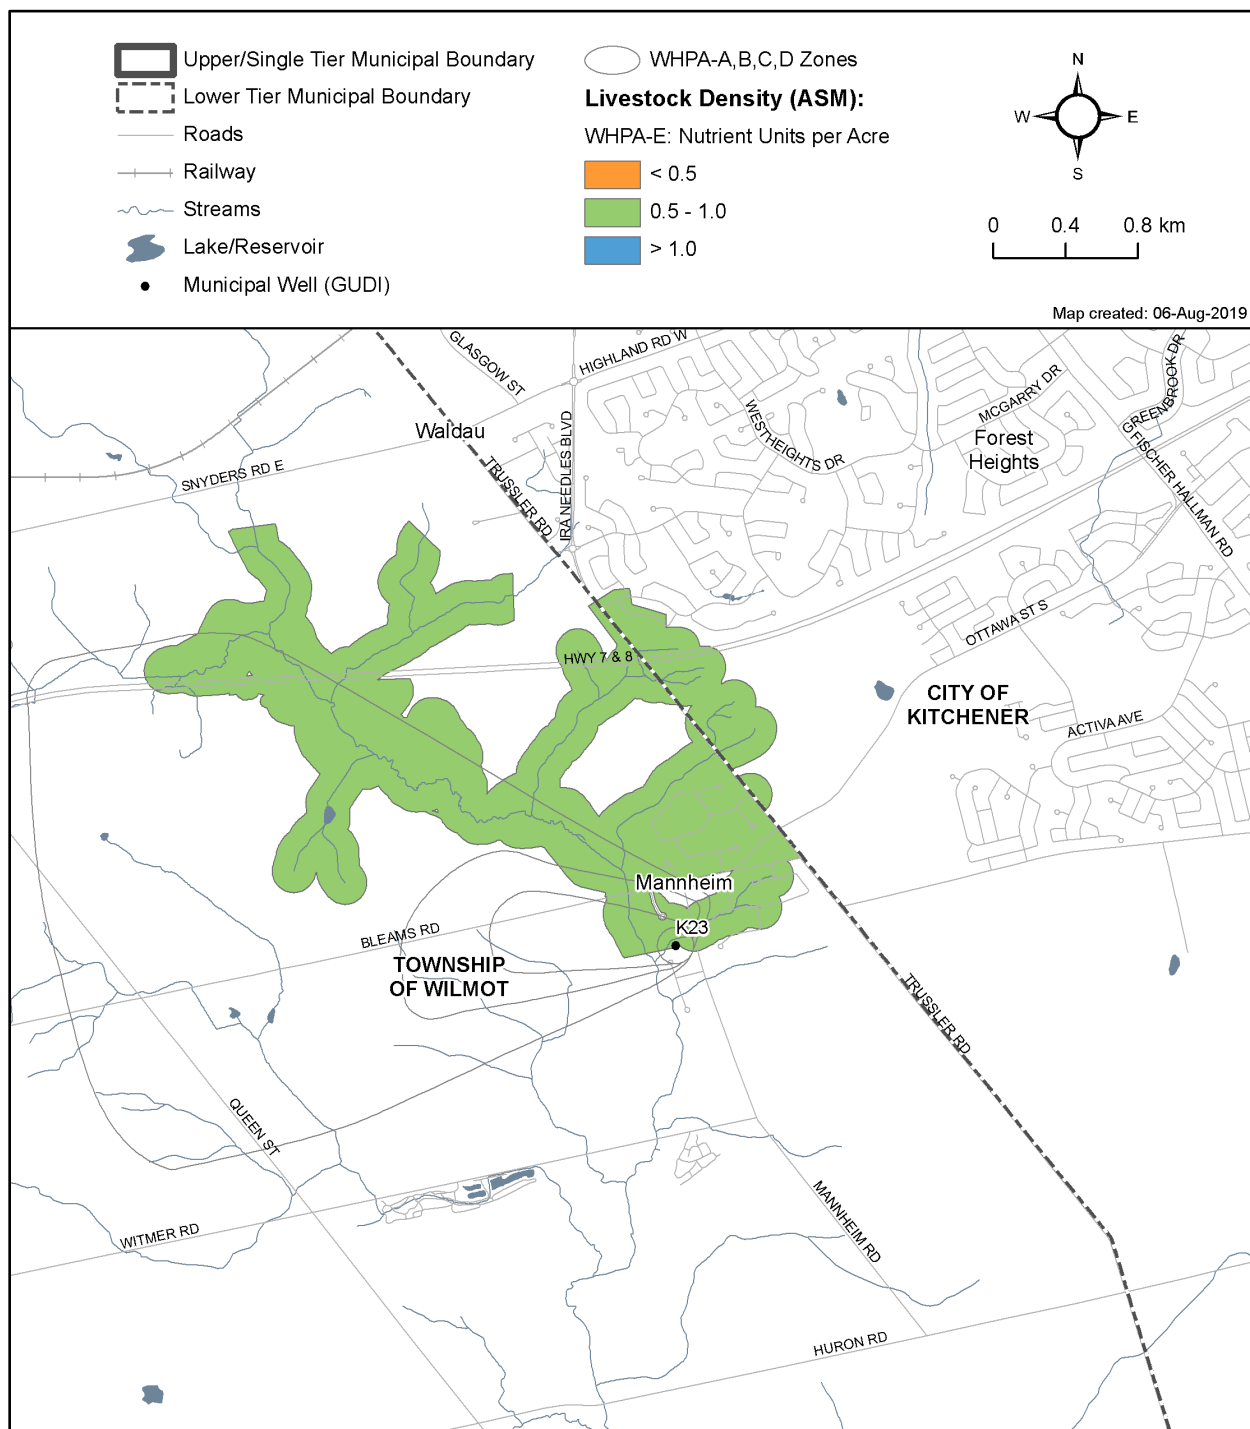 Upper/Single Tier Municipal Boundary
Lower Tier Municipal Boundary
Roads
Railway
Streams
Lake/Reservoir
Municipal Well (GUDI)
WHPA-A,B,C,D Zones
Livestock Density (ASM):
WHPA-E: Nutrient Units per Acre
< 0.5
0.5 - 1.0
> 1.0
N
W E
S
0 0.4 0.8 km
Map created: 06-Aug-2019
GLASGOW ST
HIGHLAND RD W
GREENBROOK DR
MCGARRY DR
WESTHEIGHTS DR
Waldau
IRA NEEDLES BLVD
Forest
Heights
FISCHER HALLMAN RD
SNYDERS RD E
TRUSSLER RD
OTTAWA ST S
HWY 7 & 8
CITY OF
KITCHENER
ACTIVA AVE
Mannheim
K23
BLEAMS RD
TOWNSHIP
OF WILMOT
TRUSSLER RD
QUEEN ST
MANNHEIM RD
WITMER RD
HURON RD